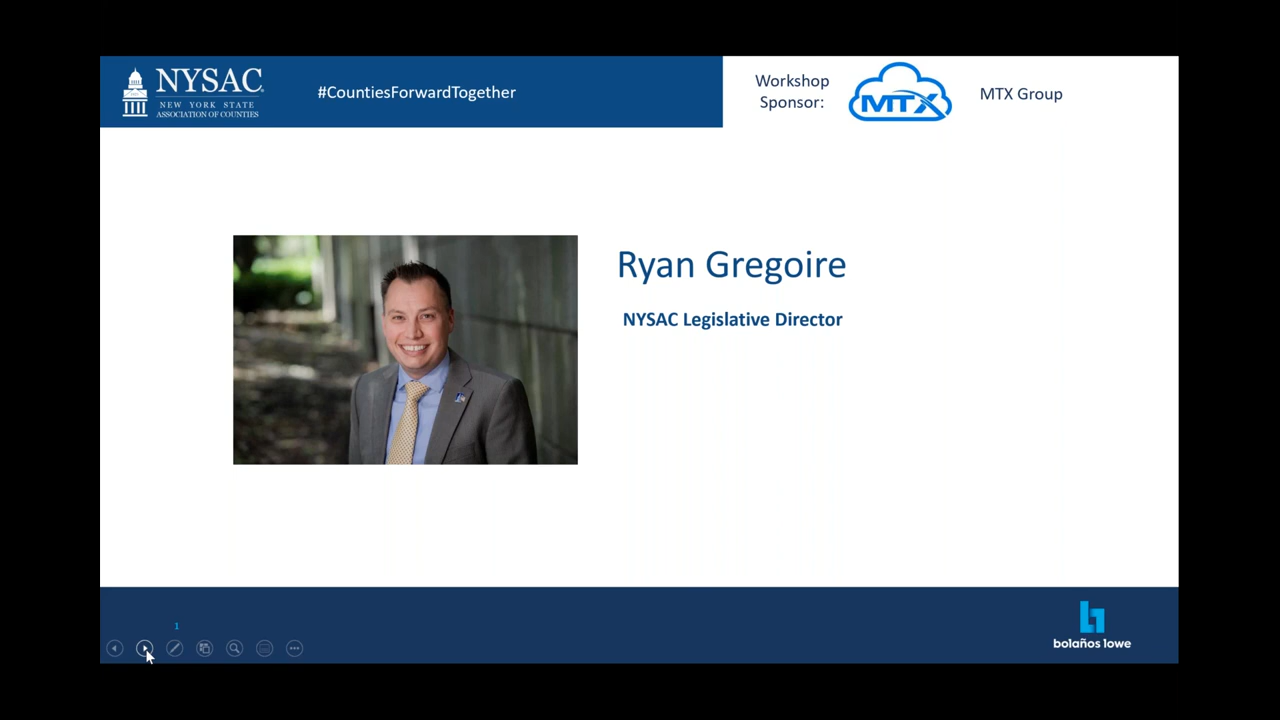 NYSAC
NEW YORK STATE
ASSOCIATION OF COUNTIES
#CountiesForwardTogether
Workshop
Sponsor:
MTX
MTX Group
Ryan Gregoire
NYSAC Legislative Director
1
bolaños lowe